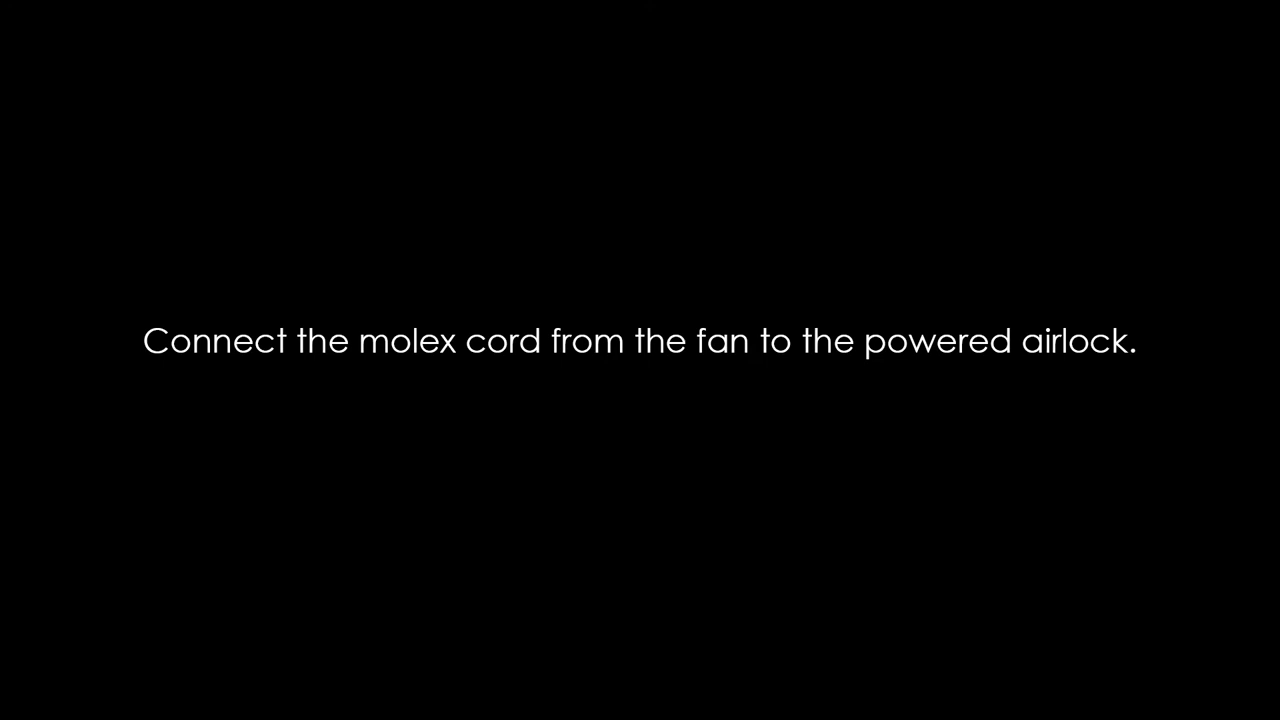 Connect the molex cord from the fan to the powered airlock.